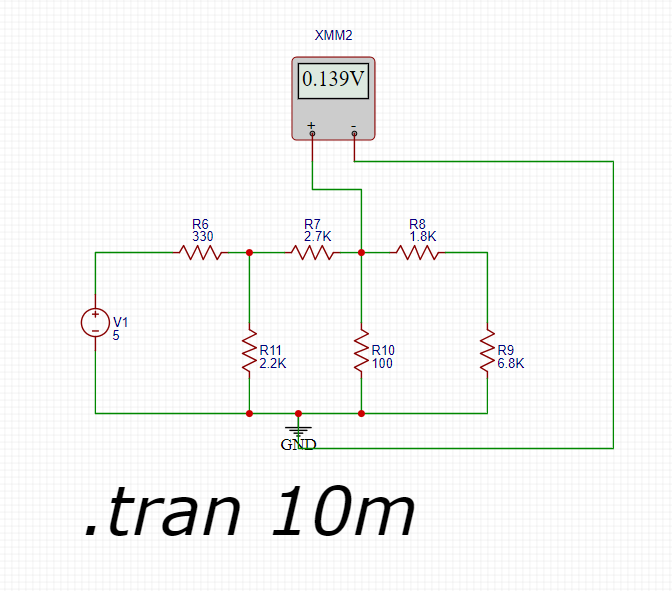 XMM2
0.139V
+ -
R6 R7 R8
330 2.7K 1.8K
+
-
V1
5
R11 R10 R9
2.2K 100 6.8K
GND
.tran 10m